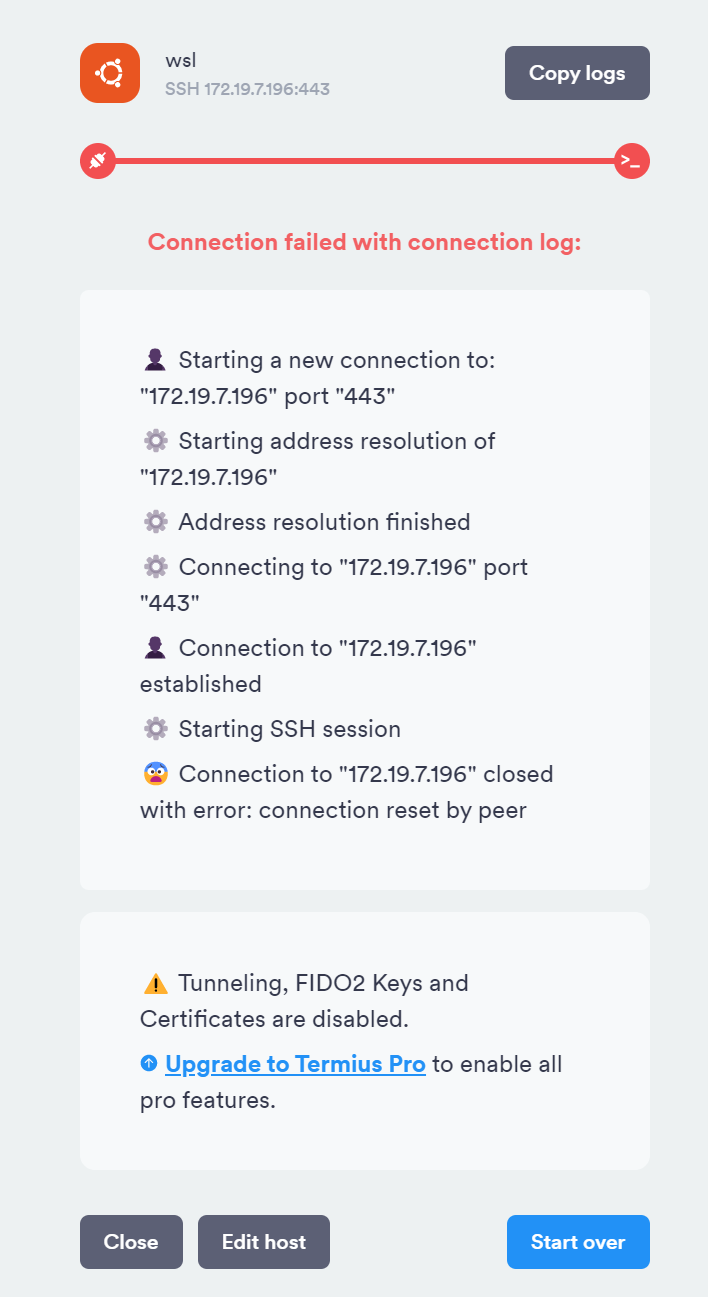 wsl
SSH 172.19.7.196:443
Copy logs
Connection failed with connection log:
Starting a new connection to:
"172.19.7.196" port "443"
Starting address resolution of
"172.19.7.196"
Address resolution finished
Connecting to "172.19.7.196" port
"443"
Connection to "172.19.7.196"
established
Starting SSH session
Connection to "172.19.7.196" closed
with error: connection reset by peer
Tunneling, FIDO2 Keys and
Certificates are disabled.
Upgrade to Termius Pro to enable all
pro features.
Close
Edit host
Start over